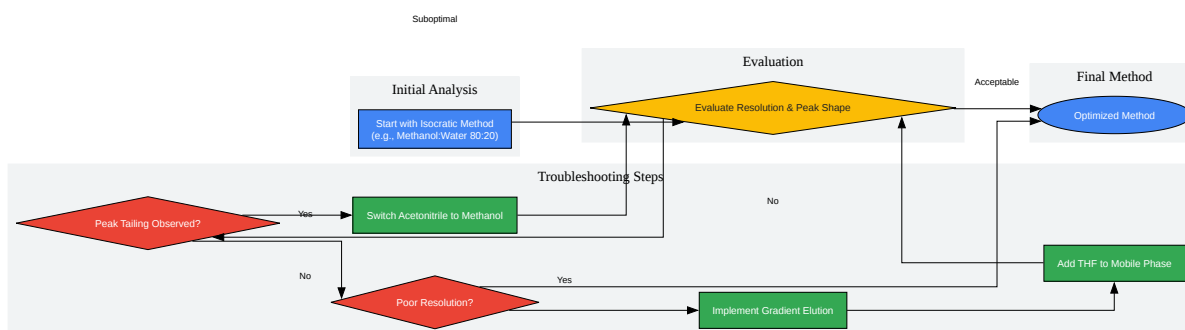 Suboptimal
Evaluation
Initial Analysis
Final Method
Acceptable
Evaluate Resolution & Peak Shape
Start with Isocratic Method
(e.g., Methanol:Water 80:20)
Optimized Method
Troubleshooting Steps
Peak Tailing Observed?
Yes
Switch Acetonitrile to Methanol
No
Add THF to Mobile Phase
No
Yes
Poor Resolution?
Implement Gradient Elution